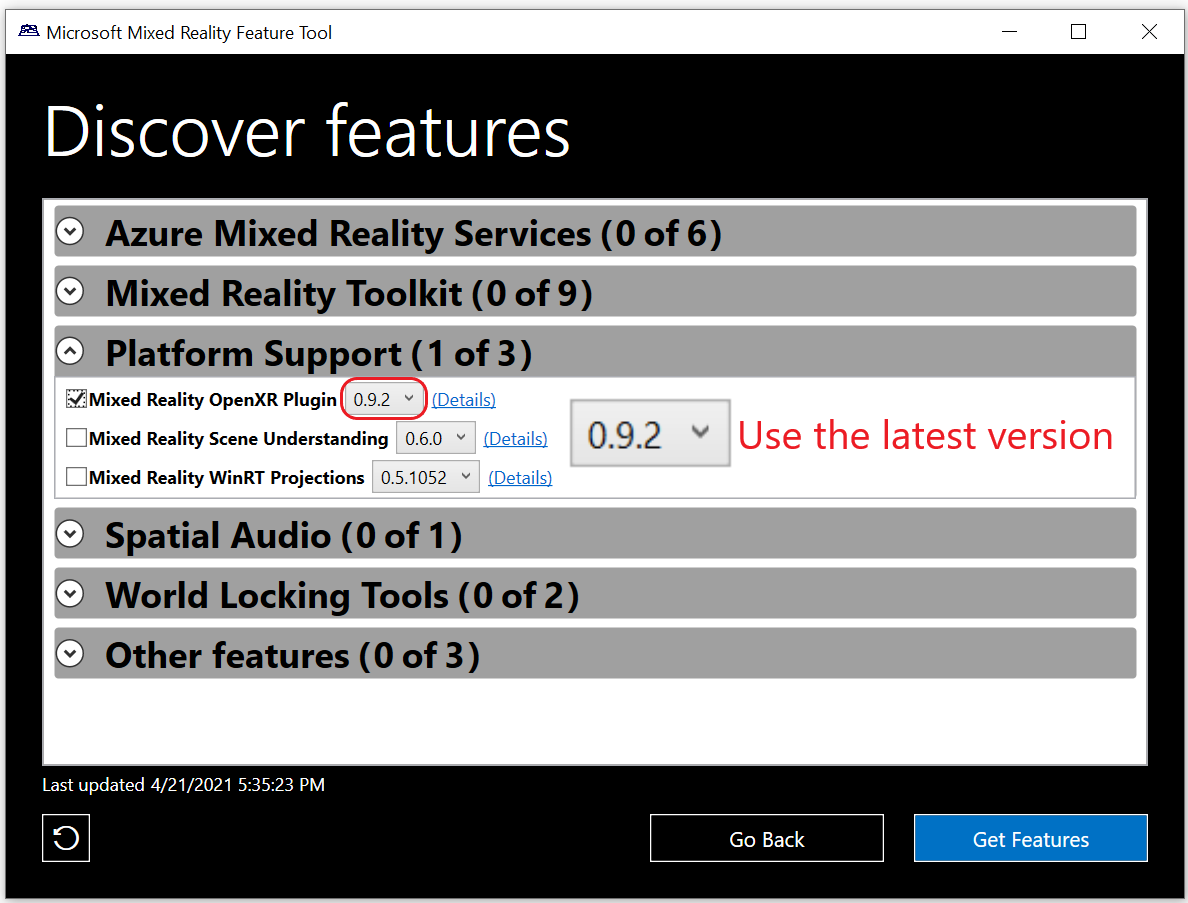 Microsoft Mixed Reality Feature Tool
Discover features
Azure Mixed Reality Services (0 of 6)
Mixed Reality Toolkit (0 of 9)
Platform Support (1 of 3)
Mixed Reality OpenXR Plugin 0.9.2 (Details)
Mixed Reality Scene Understanding 0.6.0 (Details)
0.9.2 Use the latest version
Mixed Reality WinRT Projections 0.5.1052 (Details)
Spatial Audio (0 of 1)
World Locking Tools (0 of 2)
Other features (0 of 3)
Last updated 4/21/2021 5:35:23 PM
Go Back Get Features